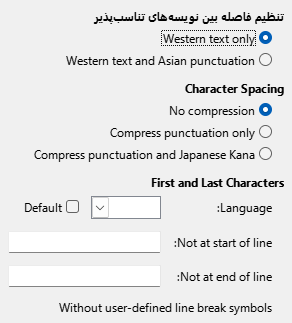 تنظیم فاصله بین نویسه‌های تناسب‌پذیر
Western text only
Western text and Asian punctuation
Character Spacing
No compression
Compress punctuation only
Compress punctuation and Japanese Kana
First and Last Characters
Language:
Default
Not at start of line:
Not at end of line:
Without user-defined line break symbols